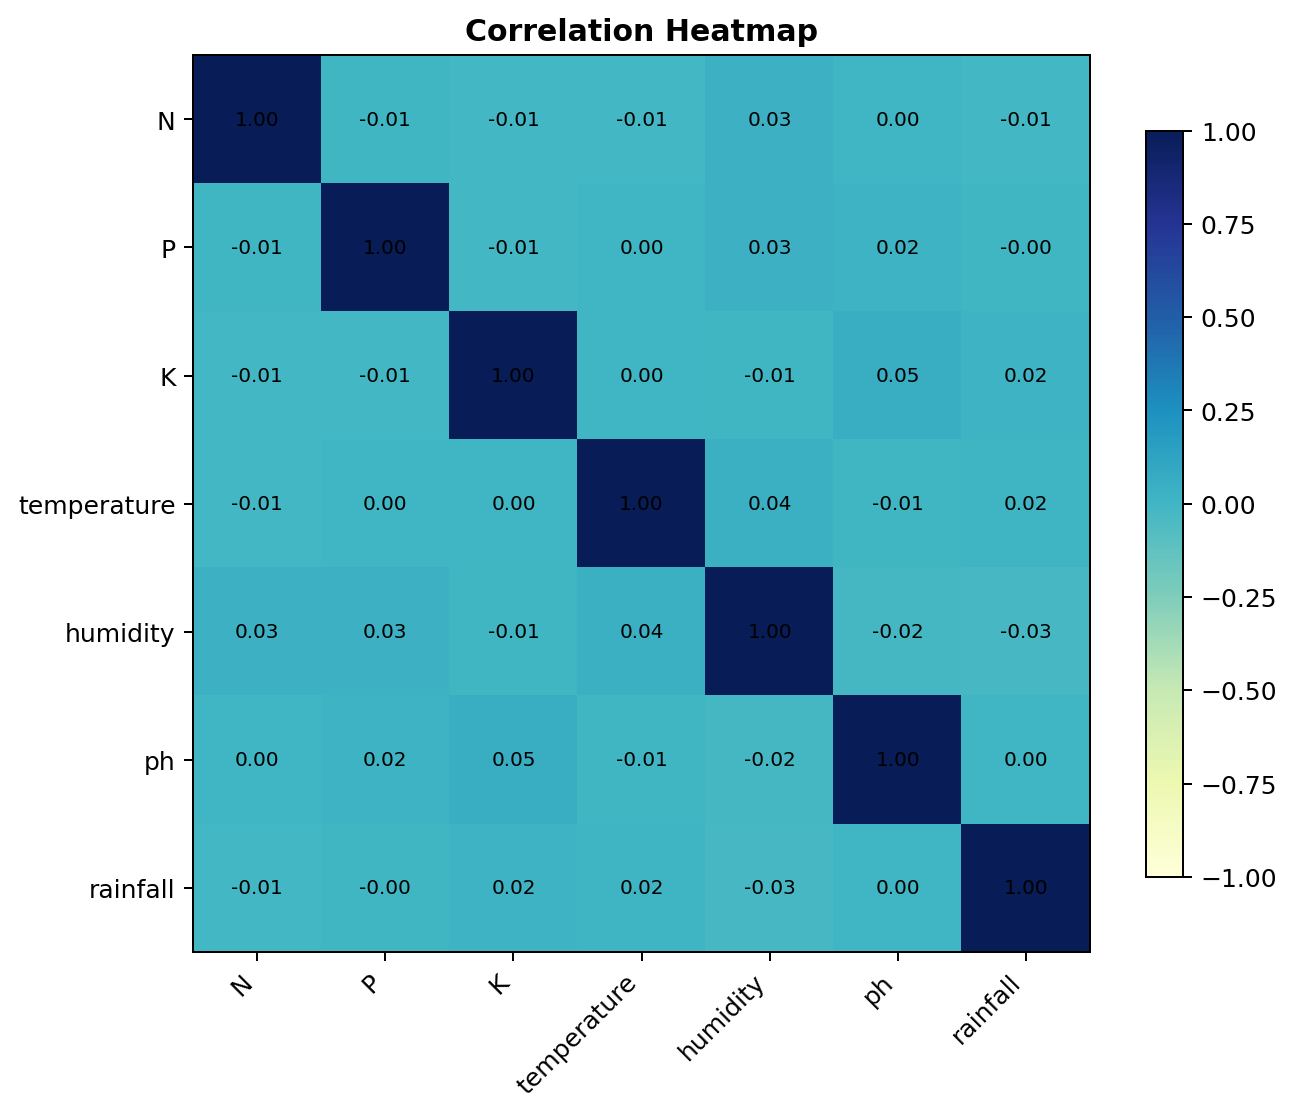 Correlation Heatmap
N 1.00 -0.01 -0.01 -0.01 0.03 0.00 -0.01
P -0.01 1.00 -0.01 0.00 0.03 0.02 -0.00
K -0.01 -0.01 1.00 0.00 -0.01 0.05 0.02
temperature -0.01 0.00 0.00 1.00 0.04 -0.01 0.02
humidity 0.03 0.03 -0.01 0.04 1.00 -0.02 -0.03
ph 0.00 0.02 0.05 -0.01 -0.02 1.00 0.00
rainfall -0.01 -0.00 0.02 0.02 -0.03 0.00 1.00
N P K temperature humidity ph rainfall
1.00
0.75
0.50
0.25
0.00
−0.25
−0.50
−0.75
−1.00